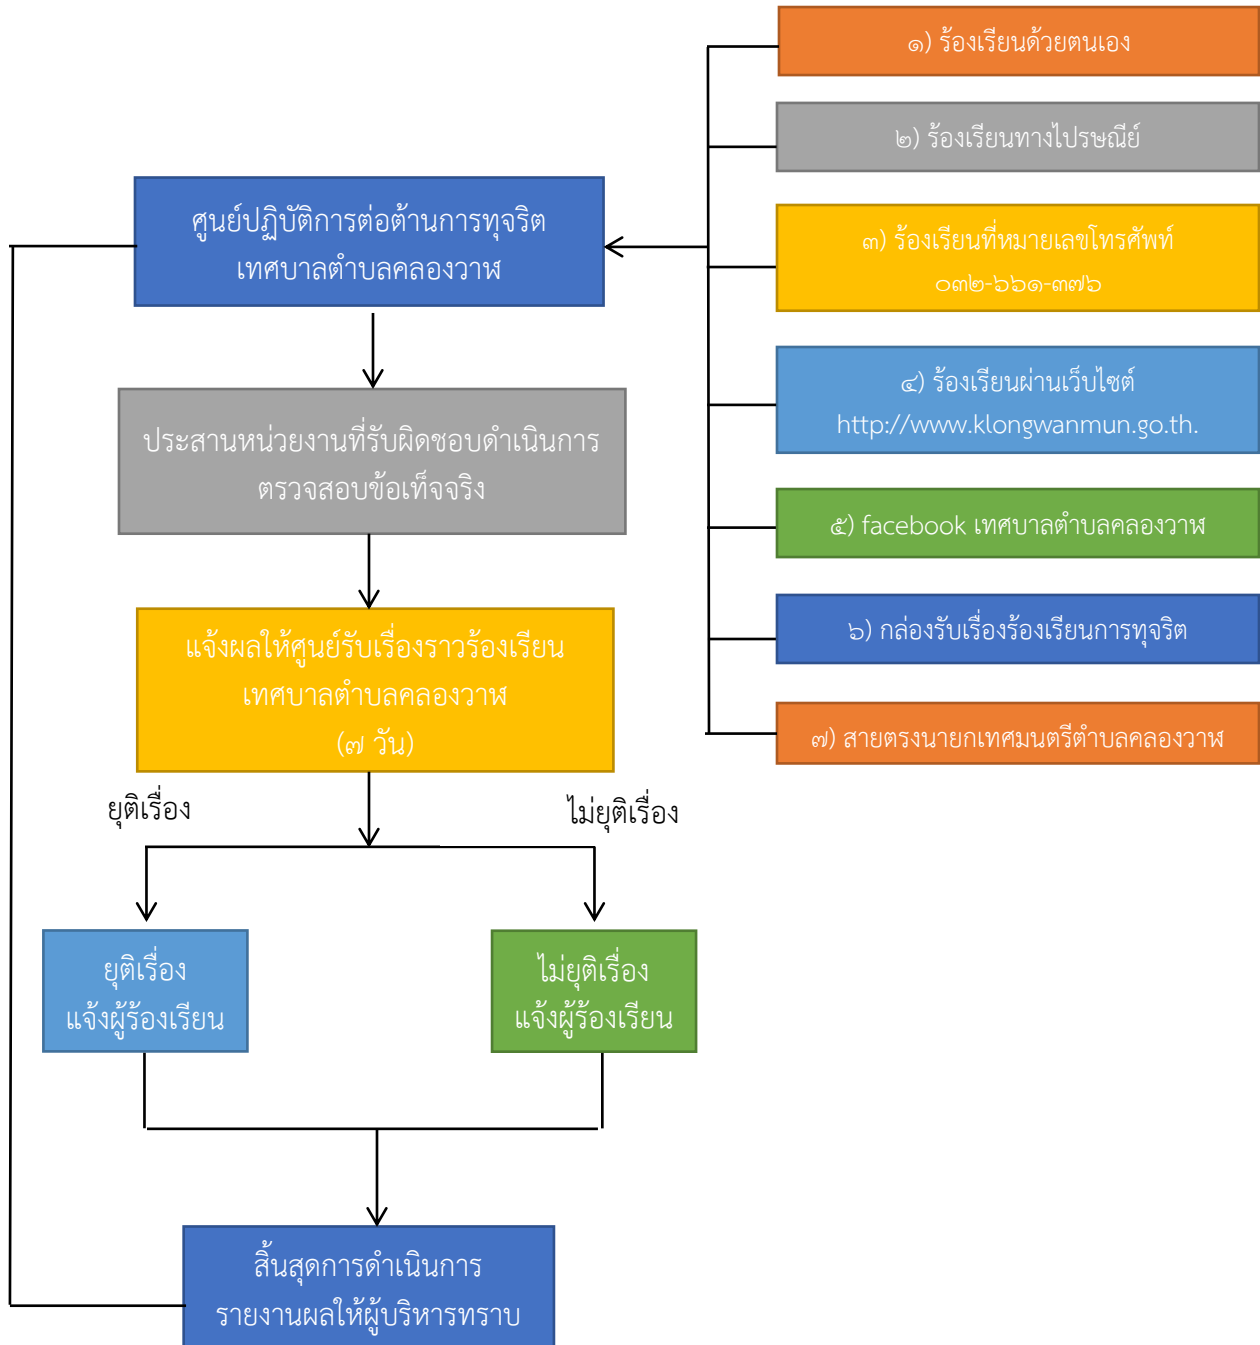 ๑) ร้องเรียนด้วยตนเอง
๒) ร้องเรียนทางไปรษณีย์
๓) ร้องเรียนที่หมายเลขโทรศัพท์
๐๓๒-๖๖๑-๓๗๖
๔) ร้องเรียนผ่านเว็บไซต์
http://www.klongwanmun.go.th.
๕) facebook เทศบาลตำบลคลองวาฬ
๖) กล่องรับเรื่องร้องเรียนการทุจริต
๗) สายตรงนายกเทศมนตรีตำบลคลองวาฬ
ศูนย์ปฏิบัติการต่อต้านการทุจริต
เทศบาลตำบลคลองวาฬ
ประสานหน่วยงานที่รับผิดชอบดำเนินการ
ตรวจสอบข้อเท็จจริง
แจ้งผลให้ศูนย์รับเรื่องราวร้องเรียน
เทศบาลตำบลคลองวาฬ
(๗ วัน)
ยุติเรื่อง
ไม่ยุติเรื่อง
ยุติเรื่อง
แจ้งผู้ร้องเรียน
ไม่ยุติเรื่อง
แจ้งผู้ร้องเรียน
สิ้นสุดการดำเนินการ
รายงานผลให้ผู้บริหารทราบ